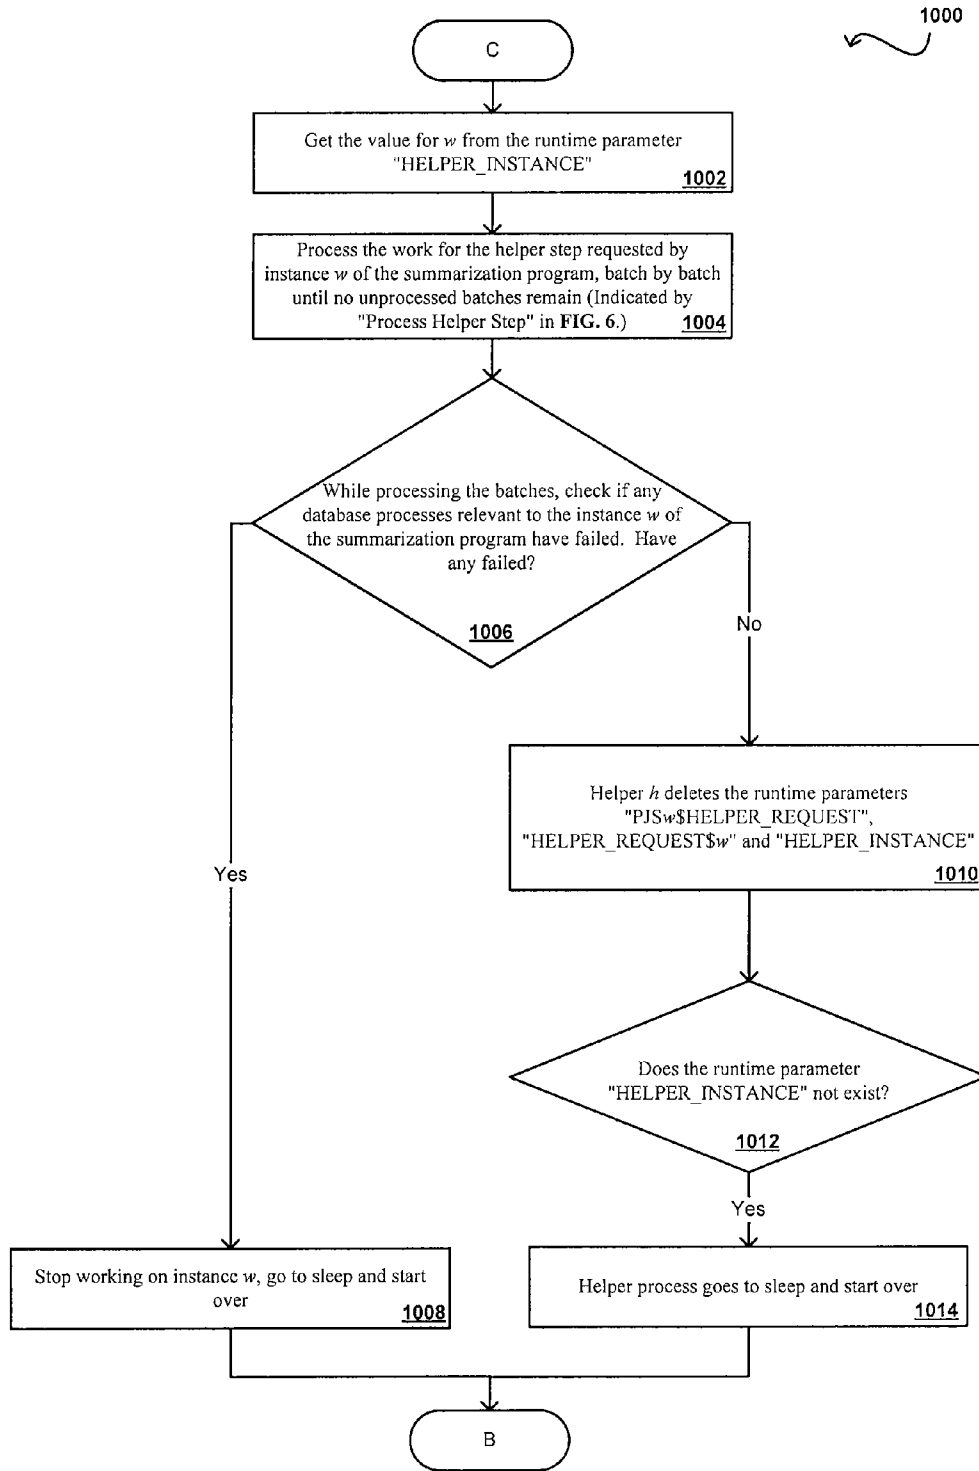 1000
C
Get the value for w from the runtime parameter
"HELPER_INSTANCE"
1002
Process the work for the helper step requested by
instance w of the summarization program, batch by batch
until no unprocessed batches remain (Indicated by
"Process Helper Step" in FIG. 6.)
1004
While processing the batches, check if any
database processes relevant to the instance w of
the summarization program have failed. Have
any failed?
1006
No
Yes
Helper h deletes the runtime parameters
"PJSw$HELPER_REQUEST",
"HELPER_REQUEST$w" and "HELPER_INSTANCE"
1010
Does the runtime parameter
"HELPER_INSTANCE" not exist?
1012
Yes
Stop working on instance w, go to sleep and start
over
1008
Helper process goes to sleep and start over
1014
B